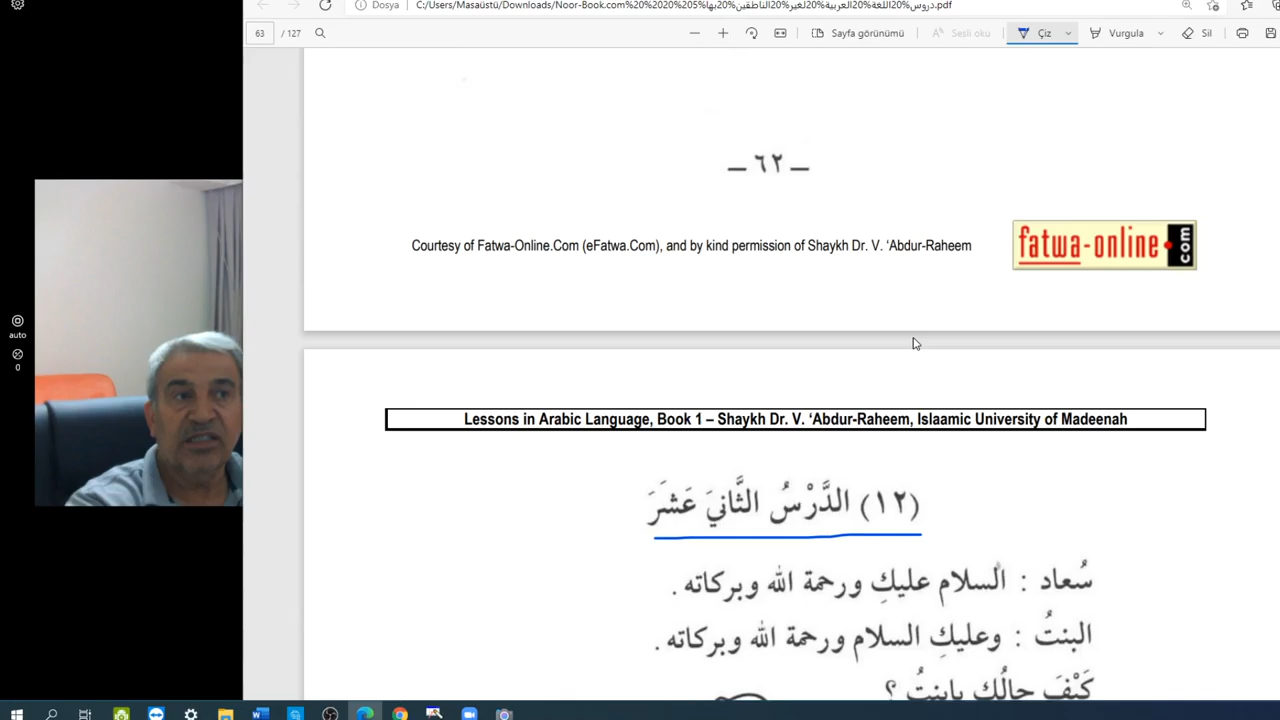 Dosya C:/Users/Masaüstü/Downloads/Noor-Book.com%20%2020%205%20دروس%20اللغة%20العربية%20لغير%20الناطقين%20بها.pdf
63 / 127
Sayfa görünümü
Sesli oku
Çiz
Vurgula
Sil
— ٦٢ —
Courtesy of Fatwa-Online.Com (eFatwa.Com), and by kind permission of Shaykh Dr. V. ‘Abdur-Raheem
fatwa-online.com
auto
0
Lessons in Arabic Language, Book 1 – Shaykh Dr. V. ‘Abdur-Raheem, Islaamic University of Madeenah
(١٢) الدَّرْسُ الثَّانِيَ عَشَرَ
سُعاد : السلام عليكِ ورحمة الله وبركاته .
البنتُ : وعليكِ السلام ورحمة الله وبركاته .
كَيْفَ حالُكِ يابنتُ ؟